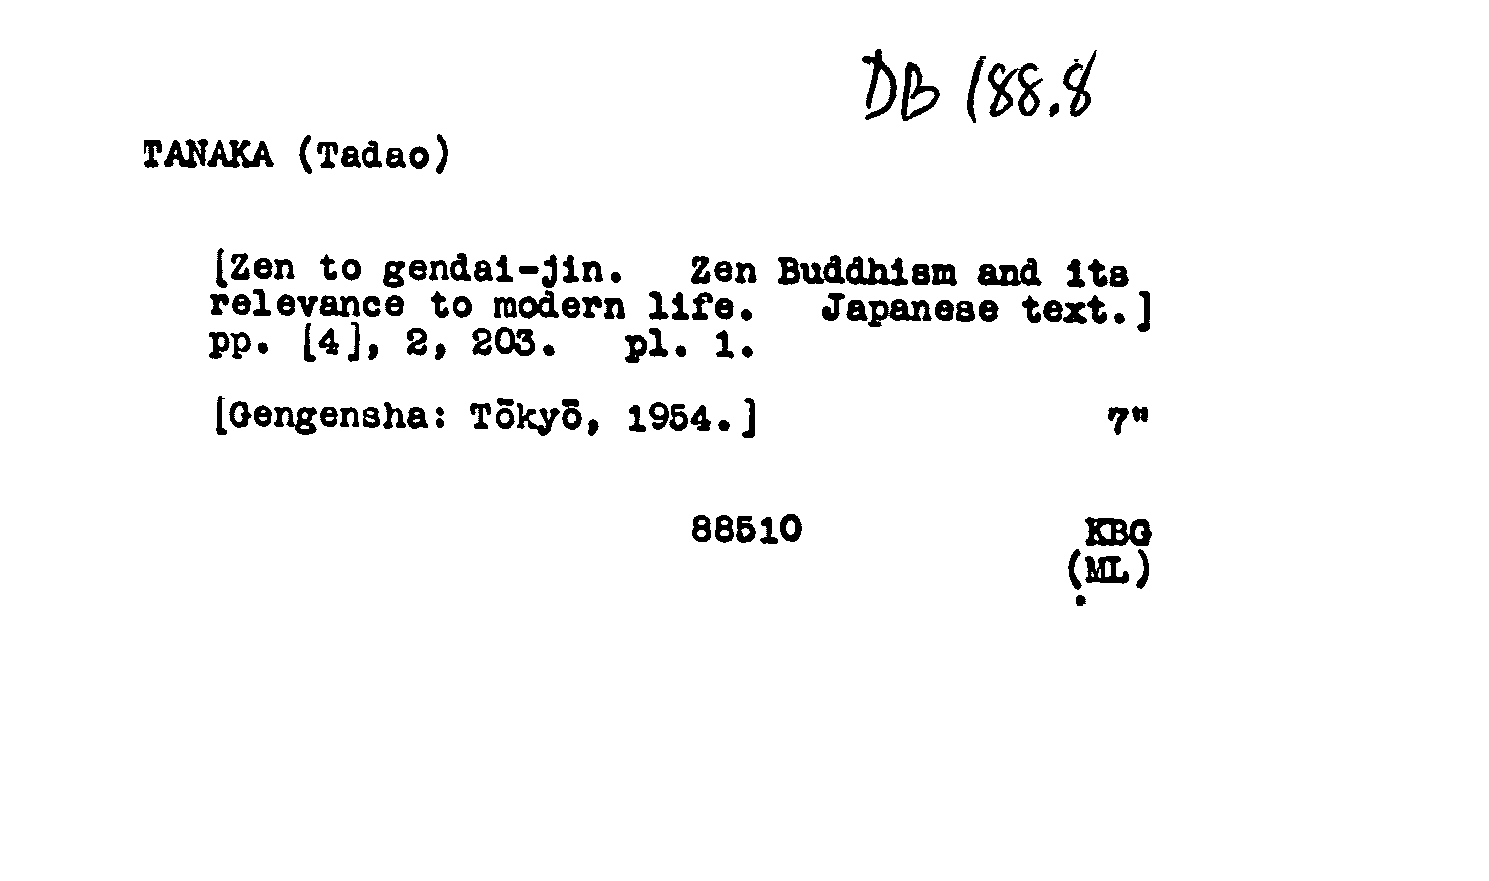 DB 188.8
TANAKA (Tadao)
[Zen to gendai-jin. Zen Buddhism and its
relevance to modern life. Japanese text.]
pp. [4], 2, 203. pl. 1.
[Gengensha: Tōkyō, 1954.] 7"
88510 KBG
(ML)